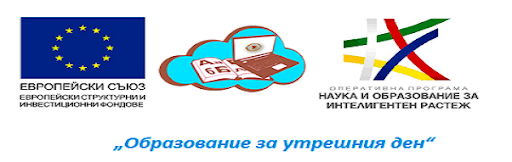 ЕВРОПЕЙСКИ СЪЮЗ
ЕВРОПЕЙСКИ СТРУКТУРНИ И
ИНВЕСТИЦИОННИ ФОНДОВЕ
ОПЕРАТИВНА ПРОГРАМА
НАУКА И ОБРАЗОВАНИЕ ЗА
ИНТЕЛИГЕНТЕН РАСТЕЖ
„Образование за утрешния ден“